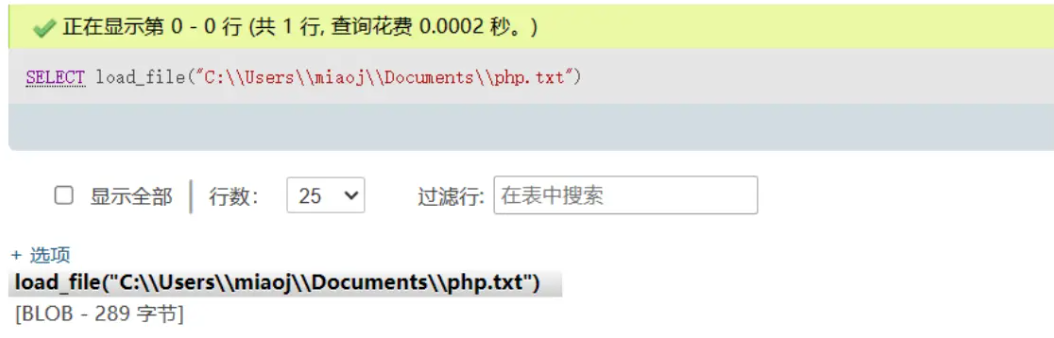 正在显示第 0 - 0 行 (共 1 行, 查询花费 0.0002 秒。)
SELECT load_file("C:\\Users\\miaoj\\Documents\\php.txt")
显示全部 行数： 25 过滤行: 在表中搜索
+ 选项
load_file("C:\\Users\\miaoj\\Documents\\php.txt")
[BLOB - 289 字节]